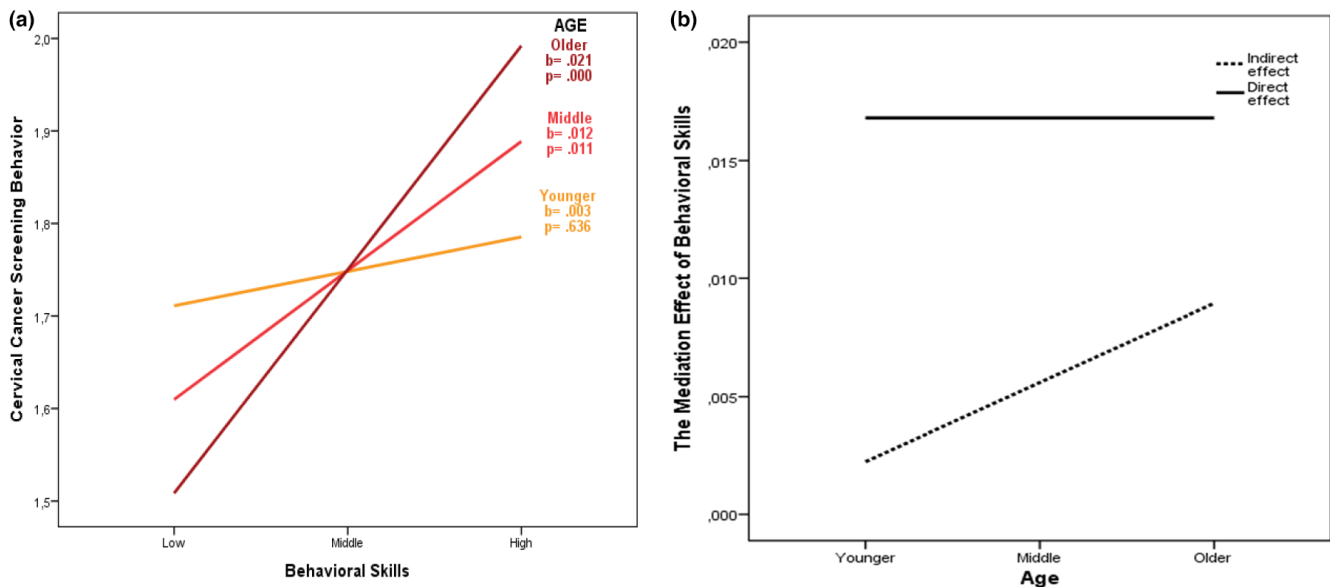 (a)
AGE
Older
b= .021
p= .000
Middle
b= .012
p= .011
Younger
b= .003
p= .636
2,0
1,9
1,8
1,7
1,6
1,5
Cervical Cancer Screening Behavior
Low
Middle
High
Behavioral Skills
(b)
Indirect
effect
Direct
effect
,020
,015
,010
,005
,000
The Mediation Effect of Behavioral Skills
Younger
Middle
Older
Age